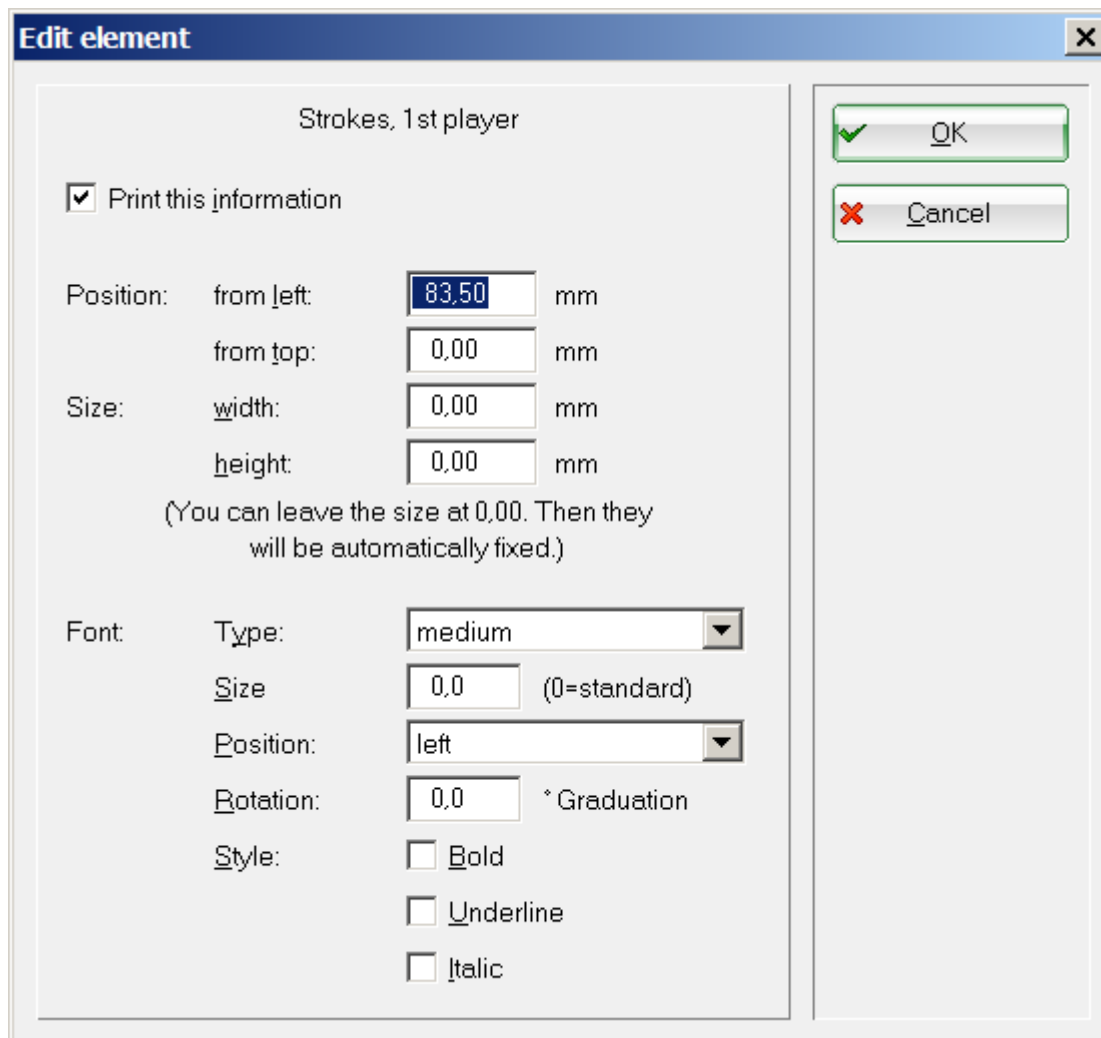 Edit element
Strokes, 1st player
OK
Print this information
Cancel
Position: from left: 83,50 mm
from top: 0,00 mm
Size: width: 0,00 mm
height: 0,00 mm
(You can leave the size at 0,00. Then they
will be automatically fixed.)
Font: Type: medium
Size 0,0 (0=standard)
Position: left
Rotation: 0,0 ° Graduation
Style: Bold
Underline
Italic